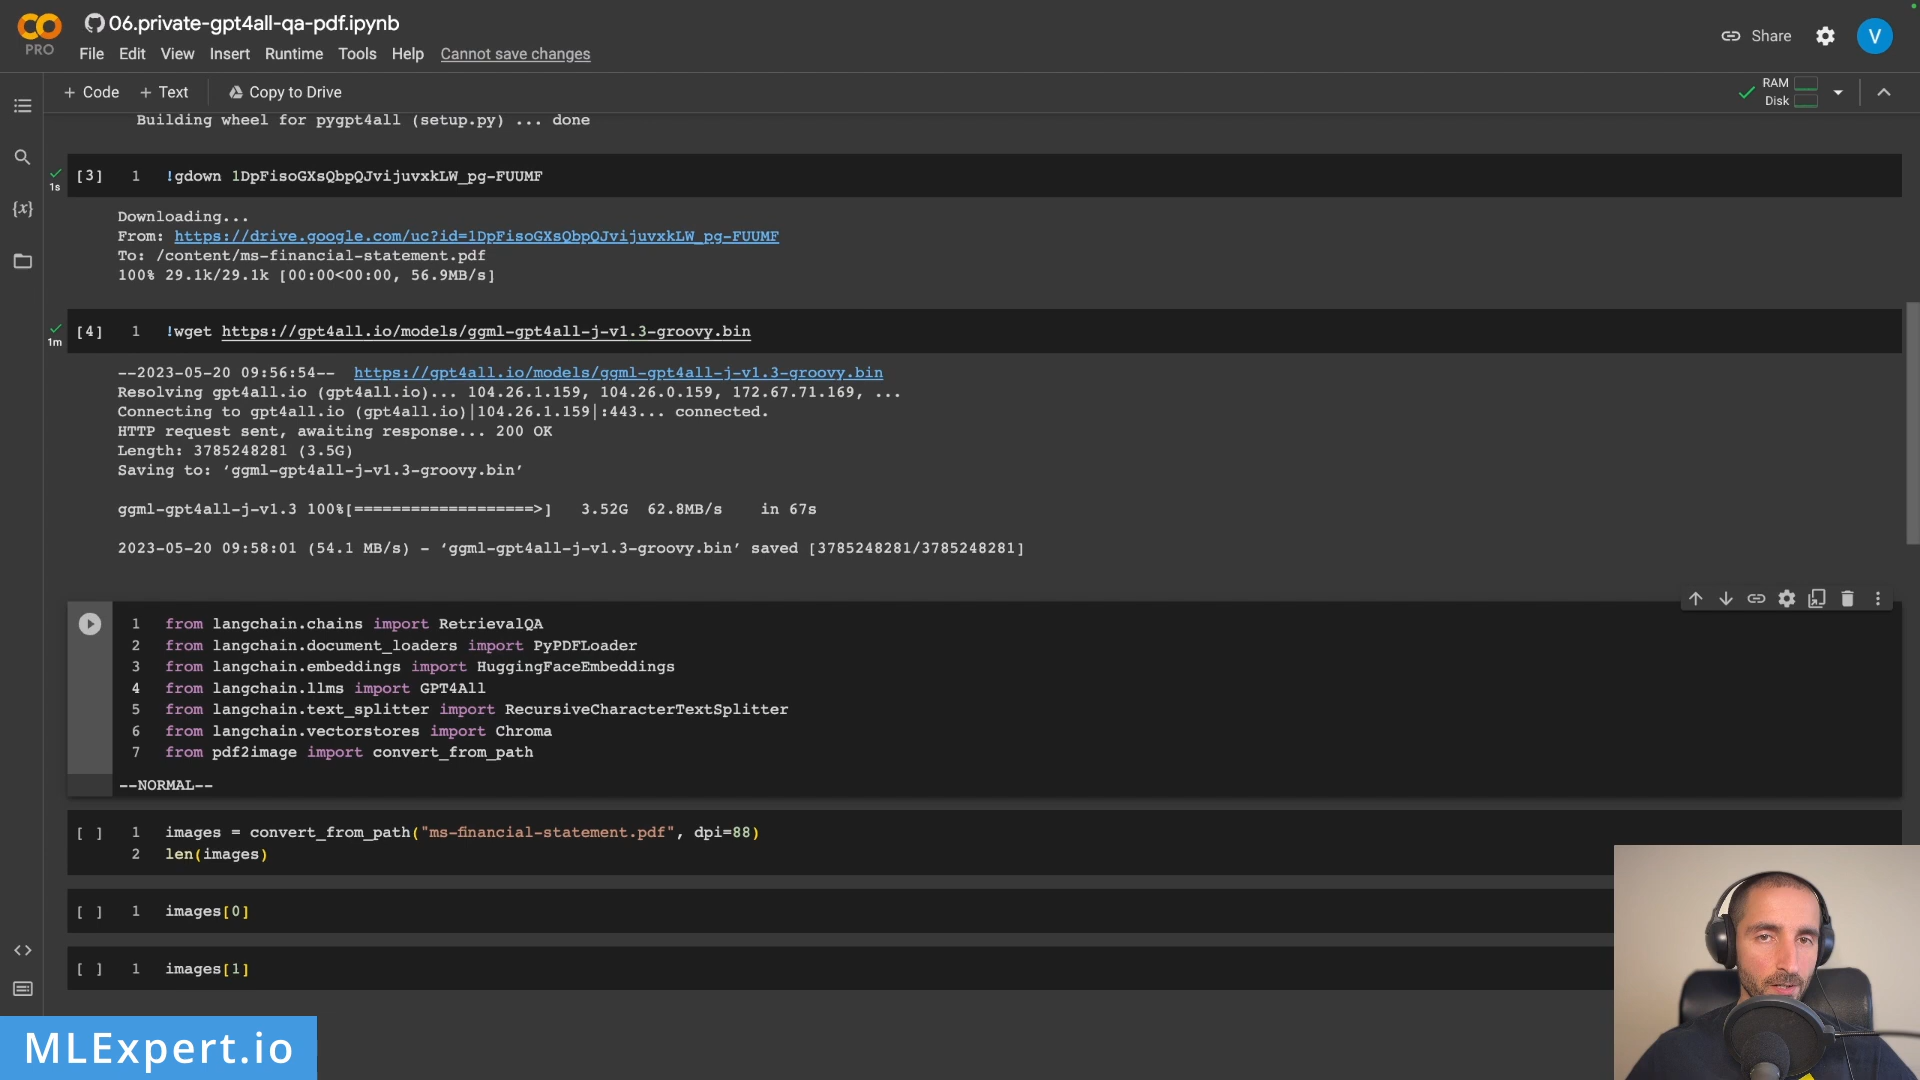 06.private-gpt4all-qa-pdf.ipynb
PRO
File Edit View Insert Runtime Tools Help Cannot save changes
Share
V
+ Code + Text Copy to Drive
RAM
Disk
Building wheel for pygpt4all (setup.py) ... done
1s
[3] 1 !gdown 1DpFisoGXsQbpQJvijuvxkLW_pg-FUUMF
Downloading...
From: https://drive.google.com/uc?id=1DpFisoGXsQbpQJvijuvxkLW_pg-FUUMF
To: /content/ms-financial-statement.pdf
100% 29.1k/29.1k [00:00<00:00, 56.9MB/s]
1m
[4] 1 !wget https://gpt4all.io/models/ggml-gpt4all-j-v1.3-groovy.bin
--2023-05-20 09:56:54-- https://gpt4all.io/models/ggml-gpt4all-j-v1.3-groovy.bin
Resolving gpt4all.io (gpt4all.io)... 104.26.1.159, 104.26.0.159, 172.67.71.169, ...
Connecting to gpt4all.io (gpt4all.io)|104.26.1.159|:443... connected.
HTTP request sent, awaiting response... 200 OK
Length: 3785248281 (3.5G)
Saving to: ‘ggml-gpt4all-j-v1.3-groovy.bin’
ggml-gpt4all-j-v1.3 100%[===================>] 3.52G 62.8MB/s in 67s
2023-05-20 09:58:01 (54.1 MB/s) - ‘ggml-gpt4all-j-v1.3-groovy.bin’ saved [3785248281/3785248281]
1 from langchain.chains import RetrievalQA
2 from langchain.document_loaders import PyPDFLoader
3 from langchain.embeddings import HuggingFaceEmbeddings
4 from langchain.llms import GPT4All
5 from langchain.text_splitter import RecursiveCharacterTextSplitter
6 from langchain.vectorstores import Chroma
7 from pdf2image import convert_from_path
--NORMAL--
[ ] 1 images = convert_from_path("ms-financial-statement.pdf", dpi=88)
2 len(images)
[ ] 1 images[0]
[ ] 1 images[1]
MLExpert.io